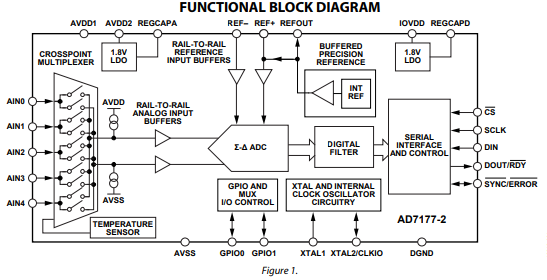 FUNCTIONAL BLOCK DIAGRAM
AVDD1 AVDD2 REGCAPA REF– REF+ REFOUT IOVDD REGCAPD
CROSSPOINT
MULTIPLEXER
1.8V
LDO
RAIL-TO-RAIL
REFERENCE
INPUT BUFFERS
BUFFERED
PRECISION
REFERENCE
INT
REF
1.8V
LDO
AVDD
RAIL-TO-RAIL
ANALOG INPUT
BUFFERS
AIN0
AIN1
AIN2
AIN3
AIN4
Σ-Δ ADC
DIGITAL
FILTER
SERIAL
INTERFACE
AND CONTROL
CS
SCLK
DIN
DOUT/RDY
SYNC/ERROR
AVSS
GPIO AND
MUX
I/O CONTROL
XTAL AND INTERNAL
CLOCK OSCILLATOR
CIRCUITRY
TEMPERATURE
SENSOR
AD7177-2
AVSS GPIO0 GPIO1 XTAL1 XTAL2/CLKIO DGND
Figure 1.